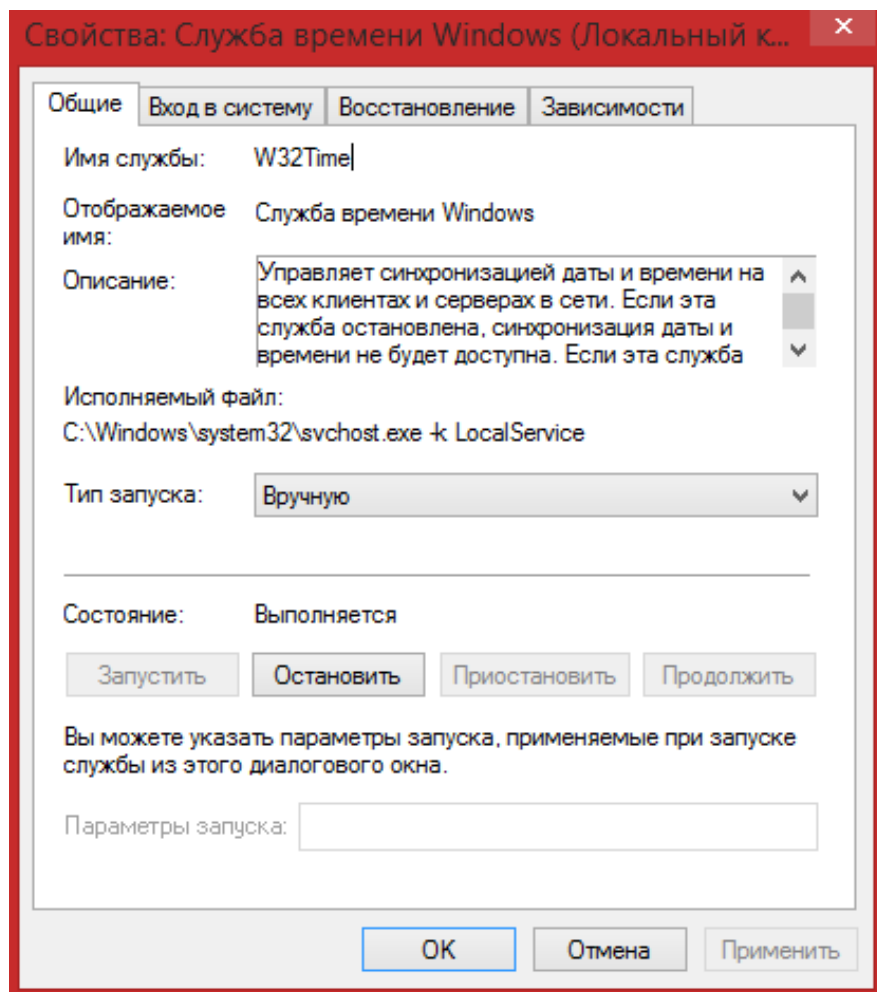 Свойства: Служба времени Windows (Локальный к...
Общие Вход в систему Восстановление Зависимости
Имя службы: W32Time
Отображаемое имя: Служба времени Windows
Описание: Управляет синхронизацией даты и времени на
всех клиентах и серверах в сети. Если эта
служба остановлена, синхронизация даты и
времени не будет доступна. Если эта служба
Исполняемый файл:
C:\Windows\system32\svchost.exe -k LocalService
Тип запуска: Вручную
Состояние: Выполняется
Запустить Остановить Приостановить Продолжить
Вы можете указать параметры запуска, применяемые при запуске
службы из этого диалогового окна.
Параметры запуска:
OK Отмена Применить